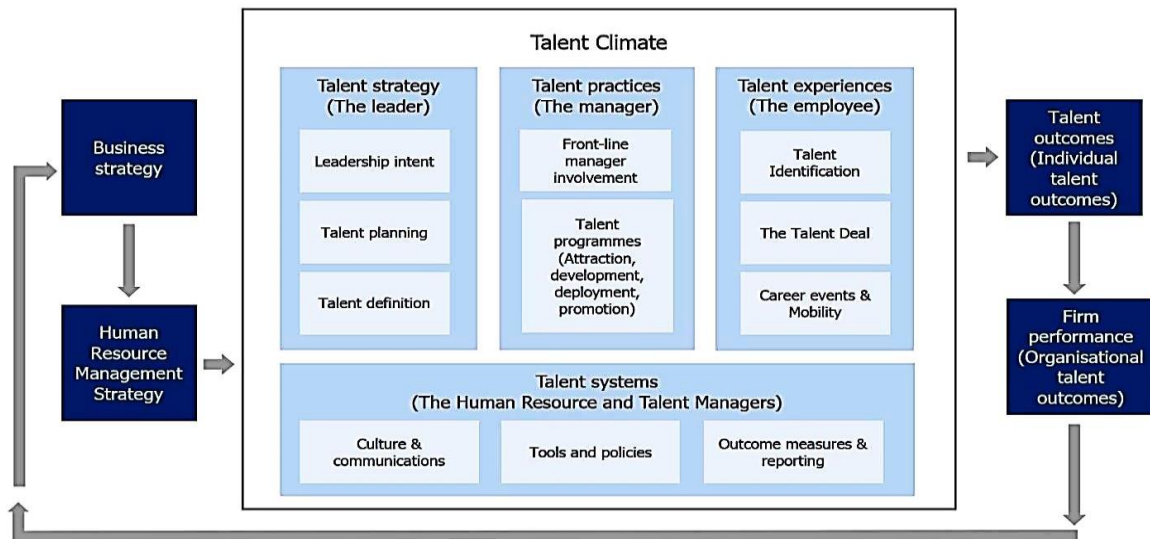 Talent Climate
Business
strategy
Human
Resource
Management
Strategy
Talent strategy
(The leader)
Leadership intent
Talent planning
Talent definition
Talent practices
(The manager)
Front-line
manager
involvement
Talent
programmes
(Attraction,
development,
deployment,
promotion)
Talent experiences
(The employee)
Talent
Identification
The Talent Deal
Career events &
Mobility
Talent systems
(The Human Resource and Talent Managers)
Culture &
communications
Tools and policies
Outcome measures &
reporting
Talent
outcomes
(Individual
talent
outcomes)
Firm
performance
(Organisational
talent
outcomes)